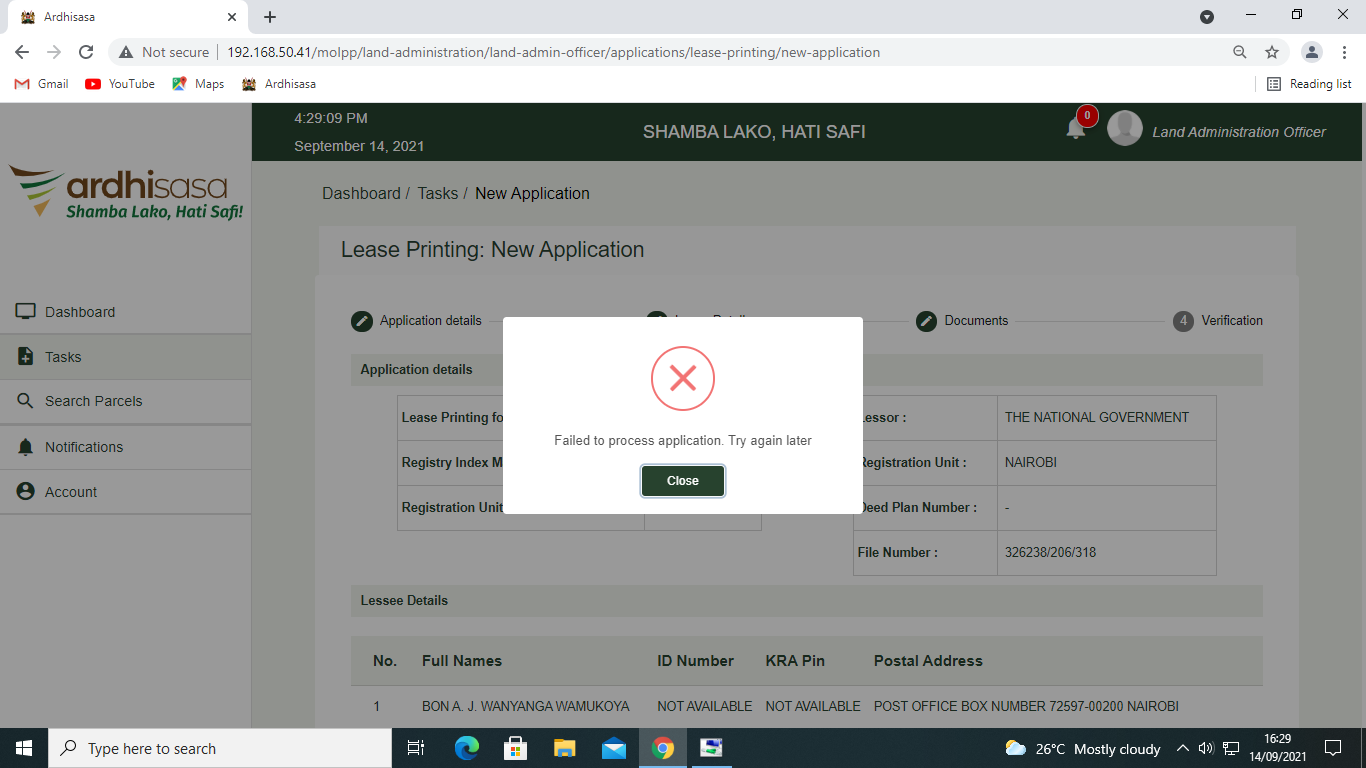 Ardhisasa
Not secure 192.168.50.41/molpp/land-administration/land-admin-officer/applications/lease-printing/new-application
Gmail YouTube Maps Ardhisasa Reading list
4:29:09 PM
September 14, 2021
SHAMBA LAKO, HATI SAFI
0
Land Administration Officer
ardhisasa
Shamba Lako, Hati Safi!
Dashboard
Tasks
Search Parcels
Notifications
Account
Dashboard / Tasks / New Application
Lease Printing: New Application
Application details Documents 4 Verification
Application details
Lease Printing Lessor : THE NATIONAL GOVERNMENT
Registry Index Registration Unit : NAIROBI
Registration Unit Deed Plan Number : -
File Number : 326238/206/318
Failed to process application. Try again later
Close
Lessee Details
No. Full Names ID Number KRA Pin Postal Address
1 BON A. J. WANYANGA WAMUKOYA NOT AVAILABLE NOT AVAILABLE POST OFFICE BOX NUMBER 72597-00200 NAIROBI
Type here to search
26°C Mostly cloudy
16:29
14/09/2021